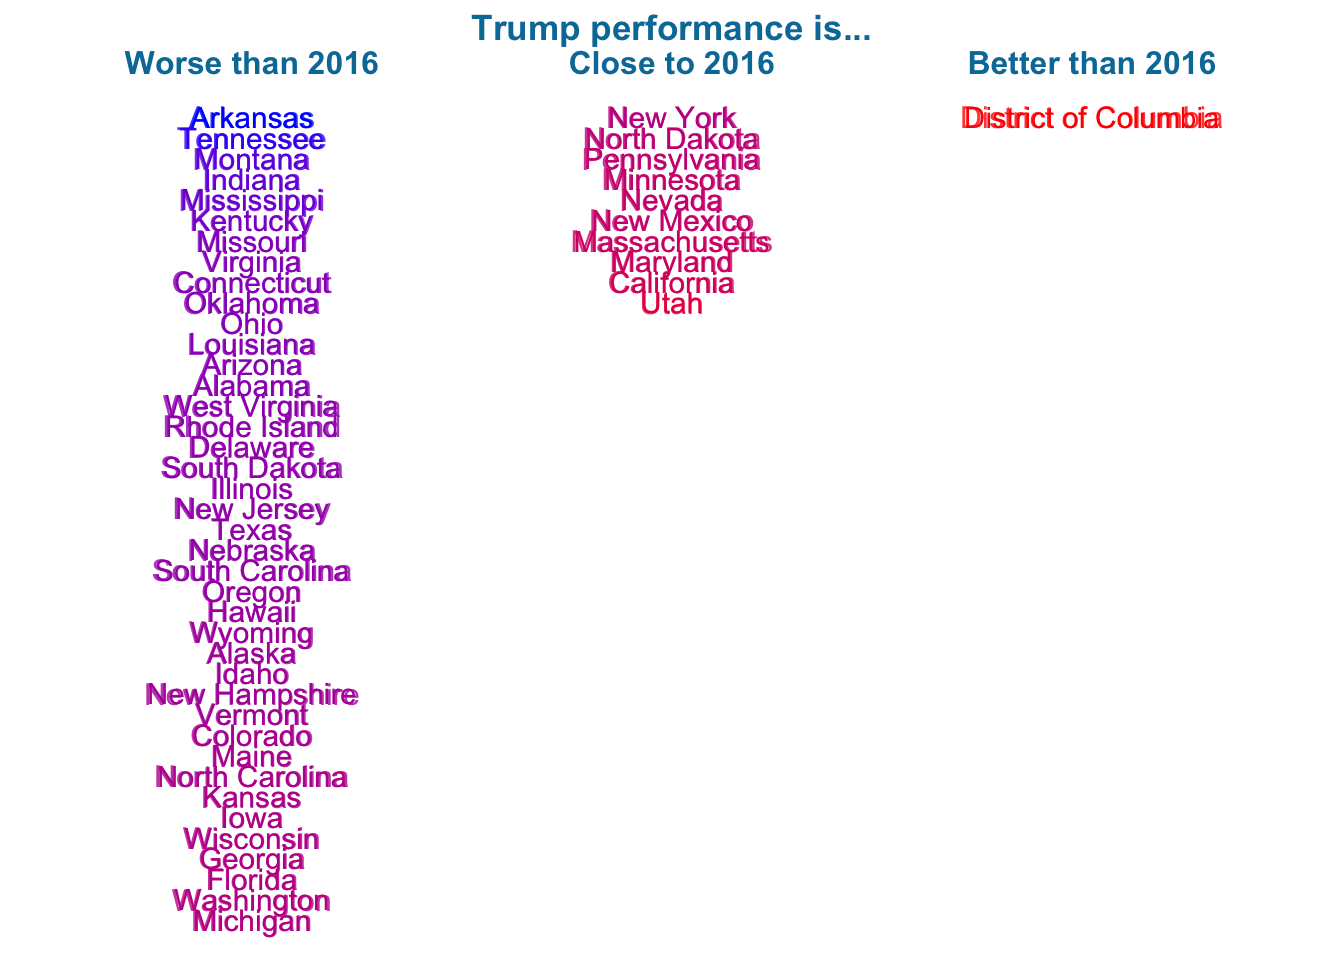 Trump performance is...
Worse than 2016
Close to 2016
Better than 2016
Arkansas
Tennessee
Montana
Indiana
Mississippi
Kentucky
Missouri
Virginia
Connecticut
Oklahoma
Ohio
Louisiana
Arizona
Alabama
West Virginia
Rhode Island
Delaware
South Dakota
Illinois
New Jersey
Texas
Nebraska
South Carolina
Oregon
Hawaii
Wyoming
Alaska
Idaho
New Hampshire
Vermont
Colorado
Maine
North Carolina
Kansas
Iowa
Wisconsin
Georgia
Florida
Washington
Michigan
New York
North Dakota
Pennsylvania
Minnesota
Nevada
New Mexico
Massachusetts
Maryland
California
Utah
District of Columbia